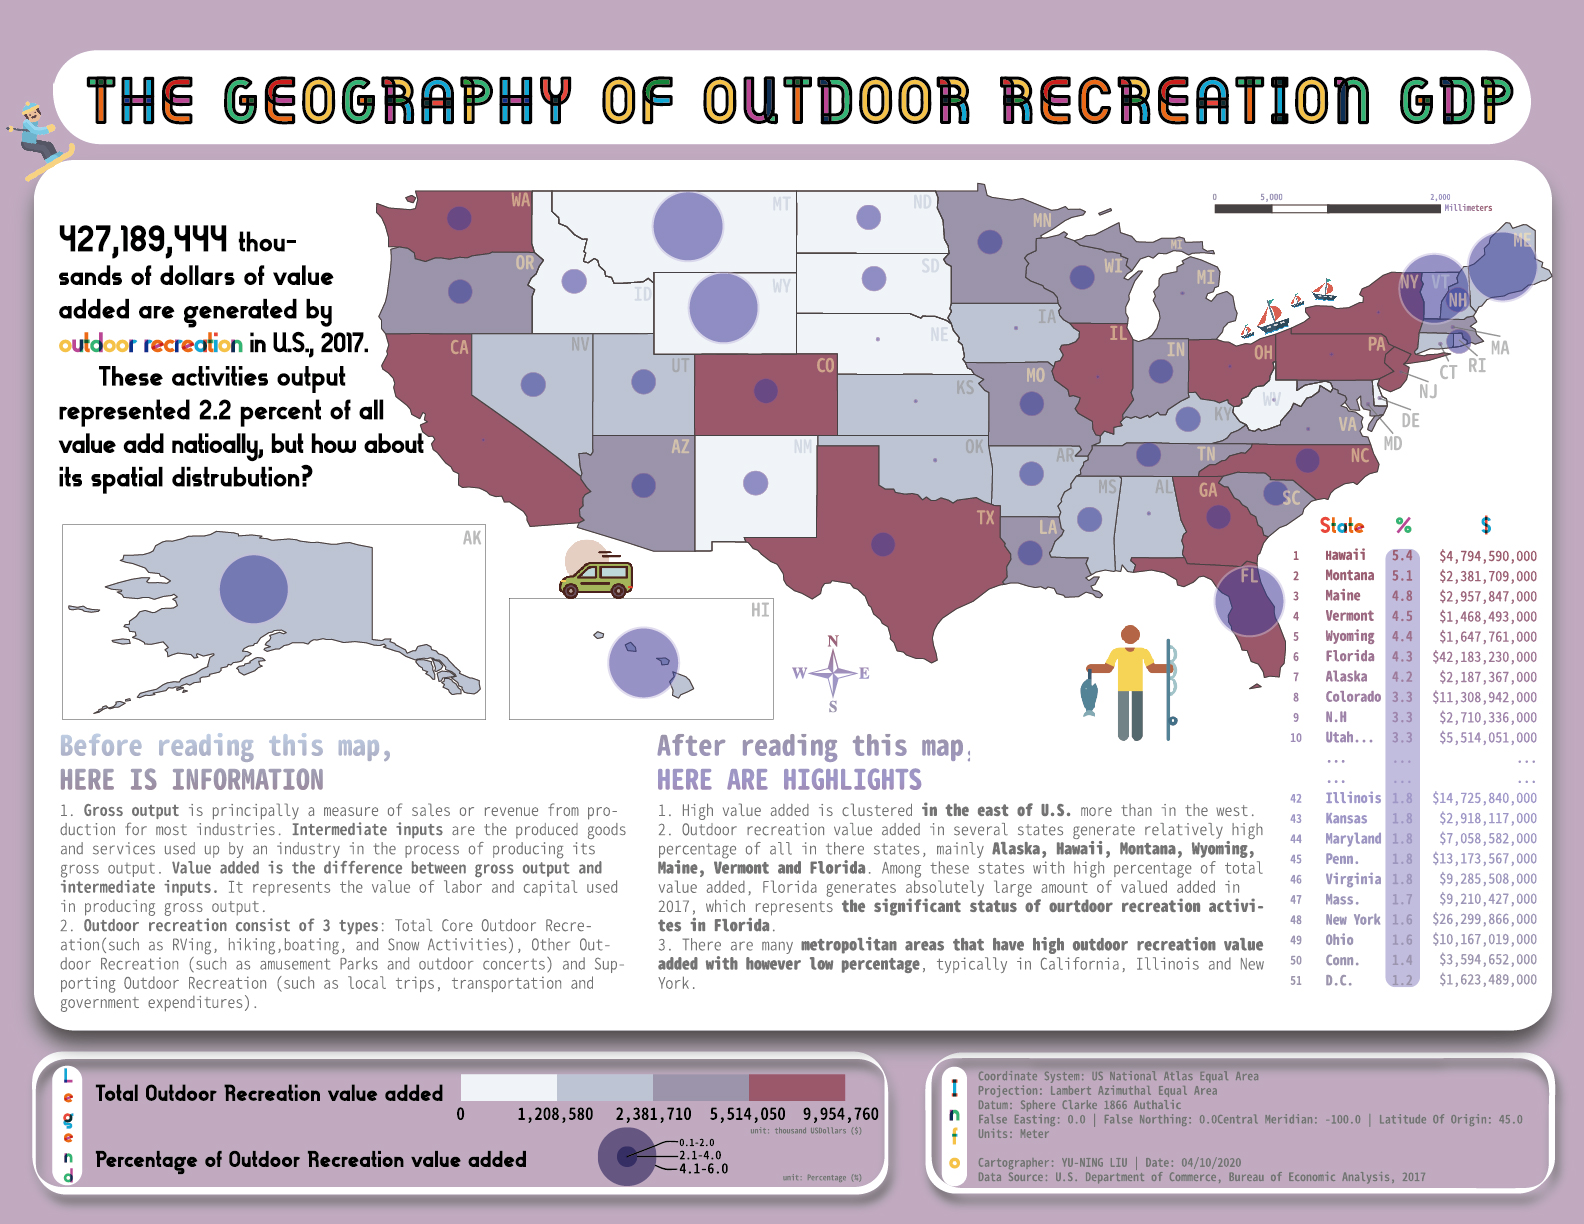 THE GEOGRAPHY OF OUTDOOR RECREATION GDP
427,189,444 thou-
sands of dollars of value
added are generated by
outdoor recreation in U.S., 2017.
These activities output
represented 2.2 percent of all
value add natioally, but how about
its spatial distrubution?
0 5,000 2,000
Millimeters
WA
MT
ND
MN
MI
ME
OR
ID
WY
SD
WI
MI
NY
VT
NH
CA
NV
UT
CO
NE
IA
IL
IN
OH
PA
MA
RI
CT
NJ
DE
MD
KS
MO
KY
WV
VA
AZ
NM
OK
AR
TN
NC
TX
LA
MS
AL
GA
SC
FL
AK
HI
N
W E
S
State % $
1 Hawaii 5.4 $4,794,590,000
2 Montana 5.1 $2,381,709,000
3 Maine 4.8 $2,957,847,000
4 Vermont 4.5 $1,468,493,000
5 Wyoming 4.4 $1,647,761,000
6 Florida 4.3 $42,183,230,000
7 Alaska 4.2 $2,187,367,000
8 Colorado 3.3 $11,308,942,000
9 N.H 3.3 $2,710,336,000
10 Utah... 3.3 $5,514,051,000
... ... ...
... ... ...
42 Illinois 1.8 $14,725,840,000
43 Kansas 1.8 $2,918,117,000
44 Maryland 1.8 $7,058,582,000
45 Penn. 1.8 $13,173,567,000
46 Virginia 1.8 $9,285,508,000
47 Mass. 1.7 $9,210,427,000
48 New York 1.6 $26,299,866,000
49 Ohio 1.6 $10,167,019,000
50 Conn. 1.4 $3,594,652,000
51 D.C. 1.2 $1,623,489,000
Before reading this map,
HERE IS INFORMATION
1. Gross output is principally a measure of sales or revenue from pro-
duction for most industries. Intermediate inputs are the produced goods
and services used up by an industry in the process of producing its
gross output. Value added is the difference between gross output and
intermediate inputs. It represents the value of labor and capital used
in producing gross output.
2. Outdoor recreation consist of 3 types: Total Core Outdoor Recre-
ation(such as RVing, hiking,boating, and Snow Activities), Other Out-
door Recreation (such as amusement Parks and outdoor concerts) and Sup-
porting Outdoor Recreation (such as local trips, transportation and
government expenditures).
After reading this map,
HERE ARE HIGHLIGHTS
1. High value added is clustered in the east of U.S. more than in the west.
2. Outdoor recreation value added in several states generate relatively high
percentage of all in there states, mainly Alaska, Hawaii, Montana, Wyoming,
Maine, Vermont and Florida. Among these states with high percentage of total
value added, Florida generates absolutely large amount of valued added in
2017, which represents the significant status of ourtdoor recreation activi-
tes in Florida.
3. There are many metropolitan areas that have high outdoor recreation value
added with however low percentage, typically in California, Illinois and New
York.
Legend
Total Outdoor Recreation value added
0 1,208,580 2,381,710 5,514,050 9,954,760
unit: thousand USDollars ($)
Percentage of Outdoor Recreation value added
0.1-2.0
2.1-4.0
4.1-6.0
unit: Percentage (%)
Info
Coordinate System: US National Atlas Equal Area
Projection: Lambert Azimuthal Equal Area
Datum: Sphere Clarke 1866 Authalic
False Easting: 0.0 | False Northing: 0.0Central Meridian: -100.0 | Latitude Of Origin: 45.0
Units: Meter
Cartographer: YU-NING LIU | Date: 04/10/2020
Data Source: U.S. Department of Commerce, Bureau of Economic Analysis, 2017